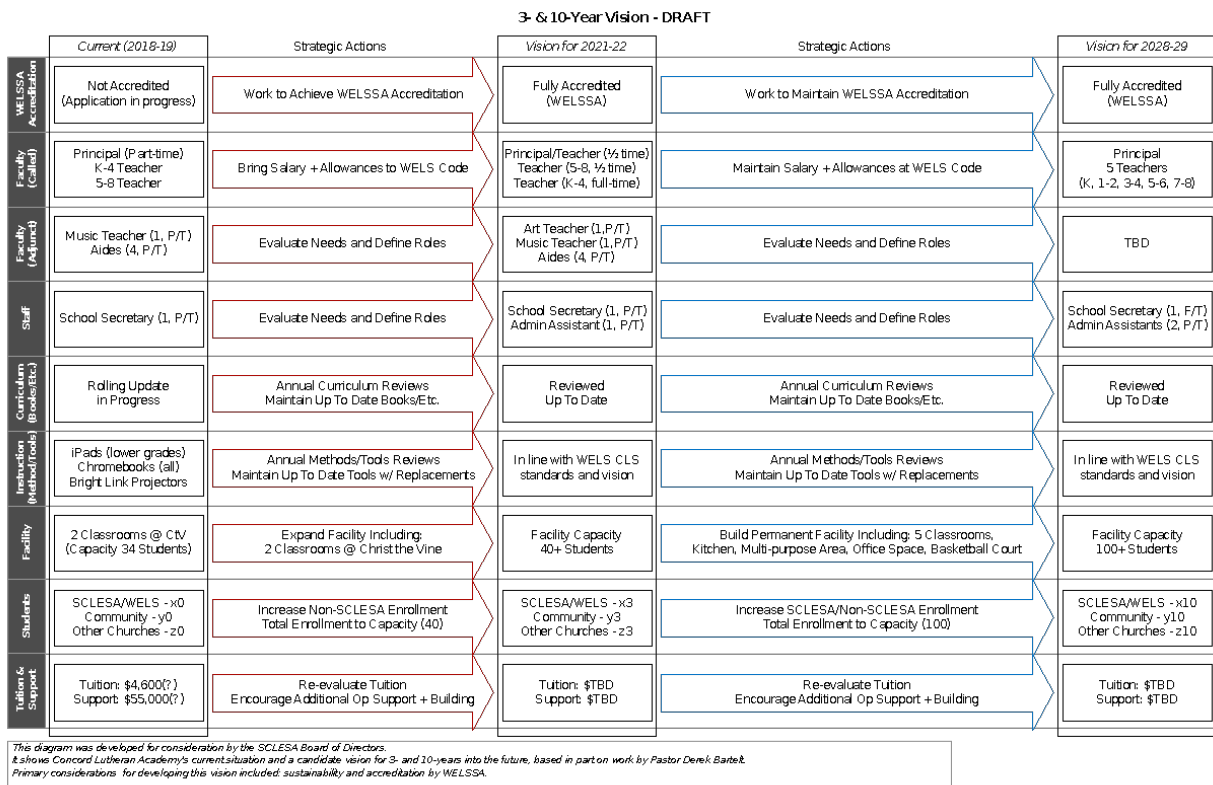 3- & 10-Year Vision - DRAFT
Current (2018-19)
Strategic Actions
Vision for 2021-22
Strategic Actions
Vision for 2028-29
WELSSA
Accreditation
Not Accredited
(Application in progress)
Work to Achieve WELSSA Accreditation
Fully Accredited
(WELSSA)
Work to Maintain WELSSA Accreditation
Fully Accredited
(WELSSA)
Faculty
(Called)
Principal (Part-time)
K-4 Teacher
5-8 Teacher
Bring Salary + Allowances to WELS Code
Principal/Teacher (½ time)
Teacher (5-8, ½ time)
Teacher (K-4, full-time)
Maintain Salary + Allowances at WELS Code
Principal
5 Teachers
(K, 1-2, 3-4, 5-6, 7-8)
Faculty
(Adjunct)
Music Teacher (1, P/T)
Aides (4, P/T)
Evaluate Needs and Define Roles
Art Teacher (1,P/T)
Music Teacher (1,P/T)
Aides (4, P/T)
Evaluate Needs and Define Roles
TBD
Staff
School Secretary (1, P/T)
Evaluate Needs and Define Roles
School Secretary (1, P/T)
Admin Assistant (1, P/T)
Evaluate Needs and Define Roles
School Secretary (1, F/T)
Admin Assistants (2, P/T)
Curriculum
(Books/Etc.)
Rolling Update
in Progress
Annual Curriculum Reviews
Maintain Up To Date Books/Etc.
Reviewed
Up To Date
Annual Curriculum Reviews
Maintain Up To Date Books/Etc.
Reviewed
Up To Date
Instruction
(Method/Tools)
iPads (lower grades)
Chromebooks (all)
Bright Link Projectors
Annual Methods/Tools Reviews
Maintain Up To Date Tools w/ Replacements
In line with WELS CLS
standards and vision
Annual Methods/Tools Reviews
Maintain Up To Date Tools w/ Replacements
In line with WELS CLS
standards and vision
Facility
2 Classrooms @ CtV
(Capacity 34 Students)
Expand Facility Including:
2 Classrooms @ Christ the Vine
Facility Capacity
40+ Students
Build Permanent Facility Including: 5 Classrooms,
Kitchen, Multi-purpose Area, Office Space, Basketball Court
Facility Capacity
100+ Students
Students
SCLESA/WELS - x0
Community - y0
Other Churches - z0
Increase Non-SCLESA Enrollment
Total Enrollment to Capacity (40)
SCLESA/WELS - x3
Community - y3
Other Churches - z3
Increase SCLESA/Non-SCLESA Enrollment
Total Enrollment to Capacity (100)
SCLESA/WELS - x10
Community - y10
Other Churches - z10
Tuition &
Support
Tuition: $4,600(?)
Support: $55,000(?)
Re-evaluate Tuition
Encourage Additional Op Support + Building
Tuition: $TBD
Support: $TBD
Re-evaluate Tuition
Encourage Additional Op Support + Building
Tuition: $TBD
Support: $TBD
This diagram was developed for consideration by the SCLESA Board of Directors.
It shows Concord Lutheran Academy's current situation and a candidate vision for 3- and 10-years into the future, based in part on work by Pastor Derek Bartelt.
Primary considerations for developing this vision included: sustainability and accreditation by WELSSA.